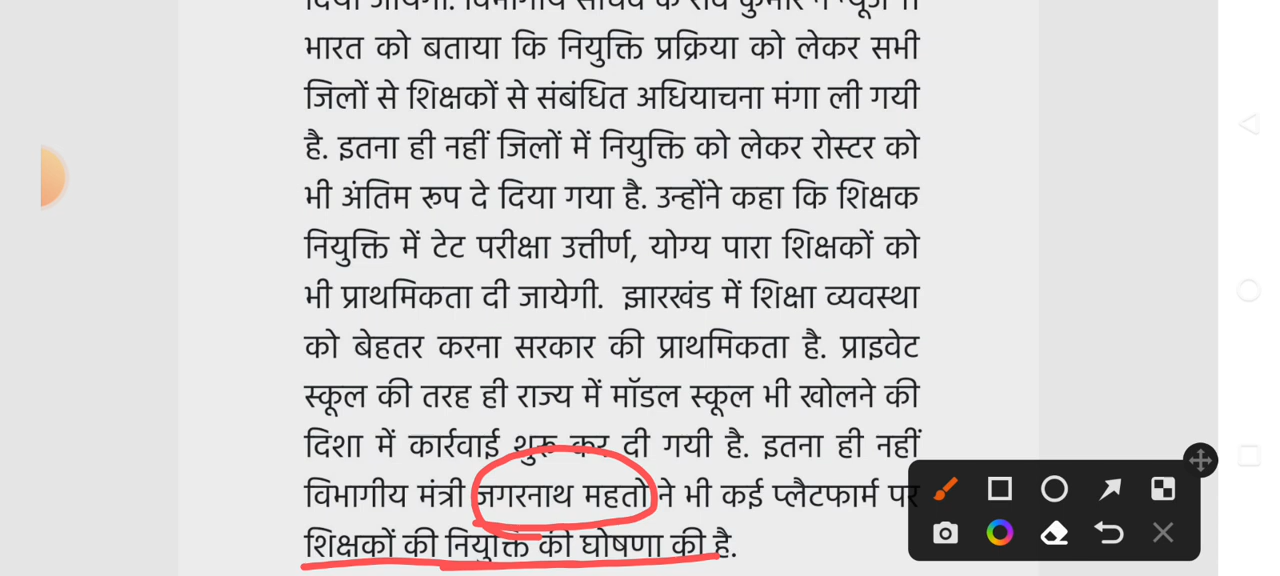 दिया जायेगा. विभागीय सचिव के रवि कुमार ने न्यूज
भारत को बताया कि नियुक्ति प्रक्रिया को लेकर सभी
जिलों से शिक्षकों से संबंधित अधियाचना मंगा ली गयी
है. इतना ही नहीं जिलों में नियुक्ति को लेकर रोस्टर को
भी अंतिम रूप दे दिया गया है. उन्होंने कहा कि शिक्षक
नियुक्ति में टेट परीक्षा उत्तीर्ण, योग्य पारा शिक्षकों को
भी प्राथमिकता दी जायेगी. झारखंड में शिक्षा व्यवस्था
को बेहतर करना सरकार की प्राथमिकता है. प्राइवेट
स्कूल की तरह ही राज्य में मॉडल स्कूल भी खोलने की
दिशा में कार्रवाई शुरू कर दी गयी है. इतना ही नहीं
विभागीय मंत्री जगरनाथ महतो ने भी कई प्लैटफार्म पर
शिक्षकों की नियुक्ति की घोषणा की है.